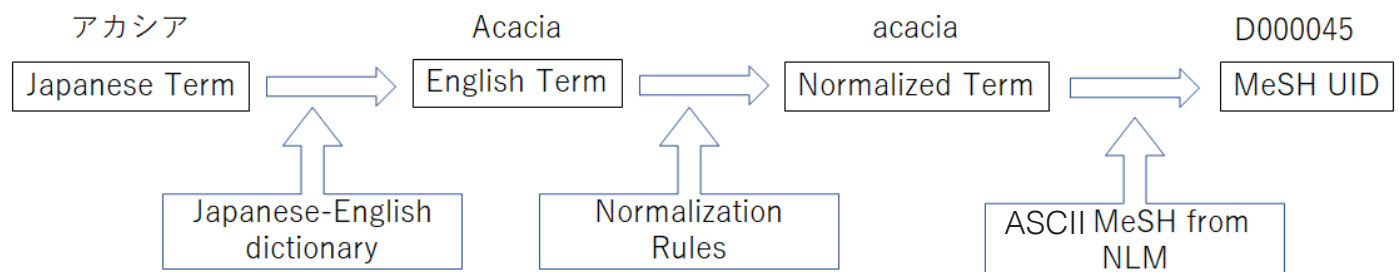 アカシア
Acacia
acacia
D000045
Japanese Term
English Term
Normalized Term
MeSH UID
Japanese-English
dictionary
Normalization
Rules
ASCII MeSH from
NLM